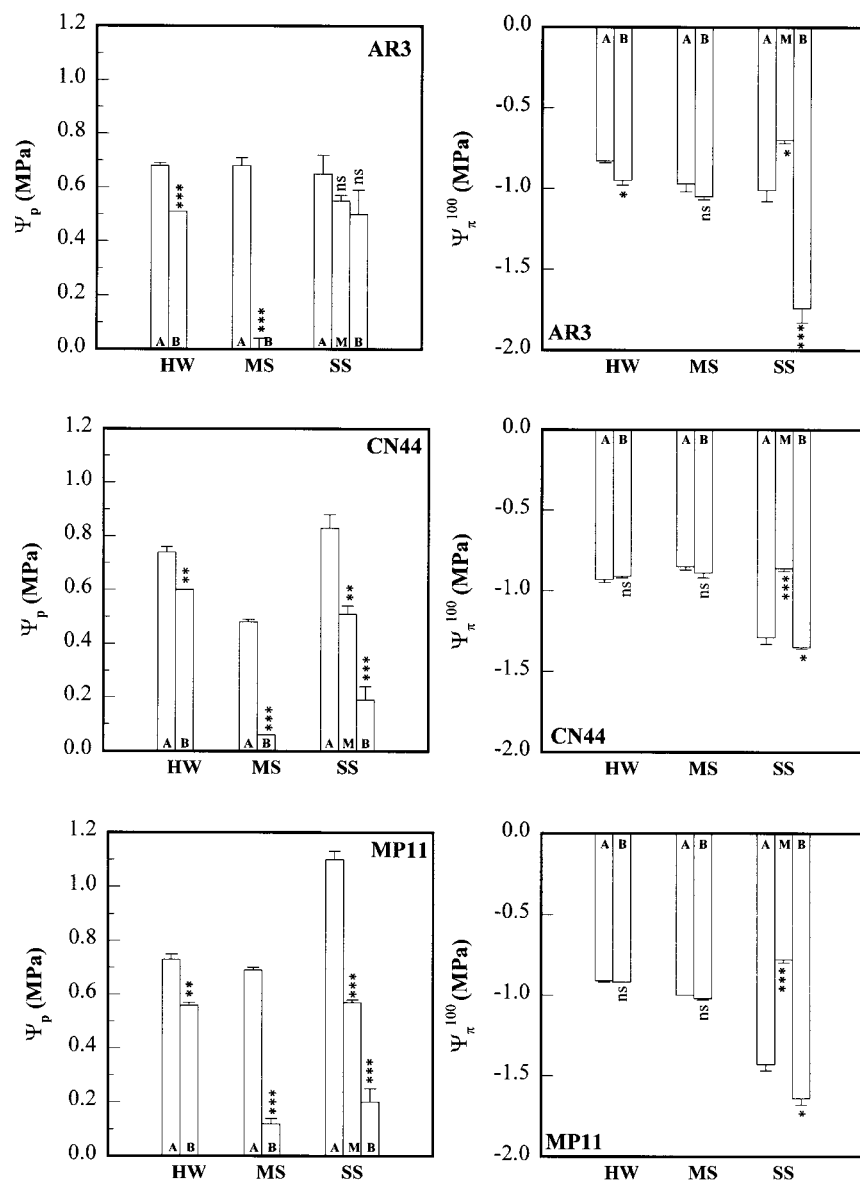 AR3
Ψp (MPa)
1.2
1.0
0.8
0.6
0.4
0.2
0.0
***
***
ns
ns
A B A B A M B
HW MS SS
Ψπ100 (MPa)
0.0
-0.5
-1.0
-1.5
-2.0
A B A B A M B
*
ns
*
***
AR3
HW MS SS
CN44
Ψp (MPa)
1.2
1.0
0.8
0.6
0.4
0.2
0.0
**
***
**
***
A B A B A M B
HW MS SS
Ψπ100 (MPa)
0.0
-0.5
-1.0
-1.5
-2.0
A B A B A M B
ns
ns
***
*
CN44
HW MS SS
MP11
Ψp (MPa)
1.2
1.0
0.8
0.6
0.4
0.2
0.0
**
***
***
***
A B A B A M B
HW MS SS
Ψπ100 (MPa)
0.0
-0.5
-1.0
-1.5
-2.0
A B A B A M B
ns
ns
***
*
MP11
HW MS SS